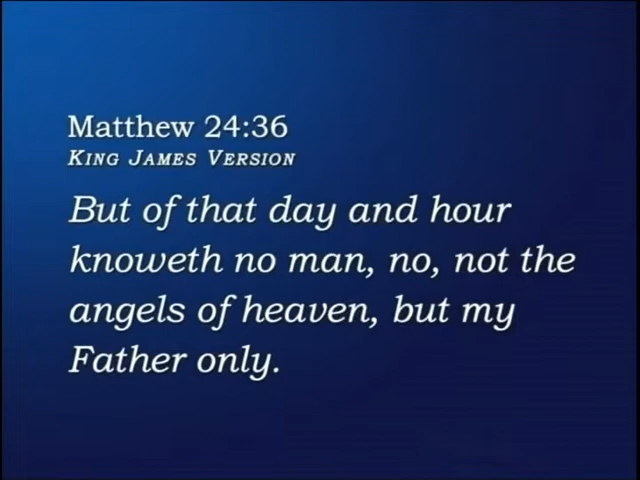 Matthew 24:36
KING JAMES VERSION
But of that day and hour
knoweth no man, no, not the
angels of heaven, but my
Father only.